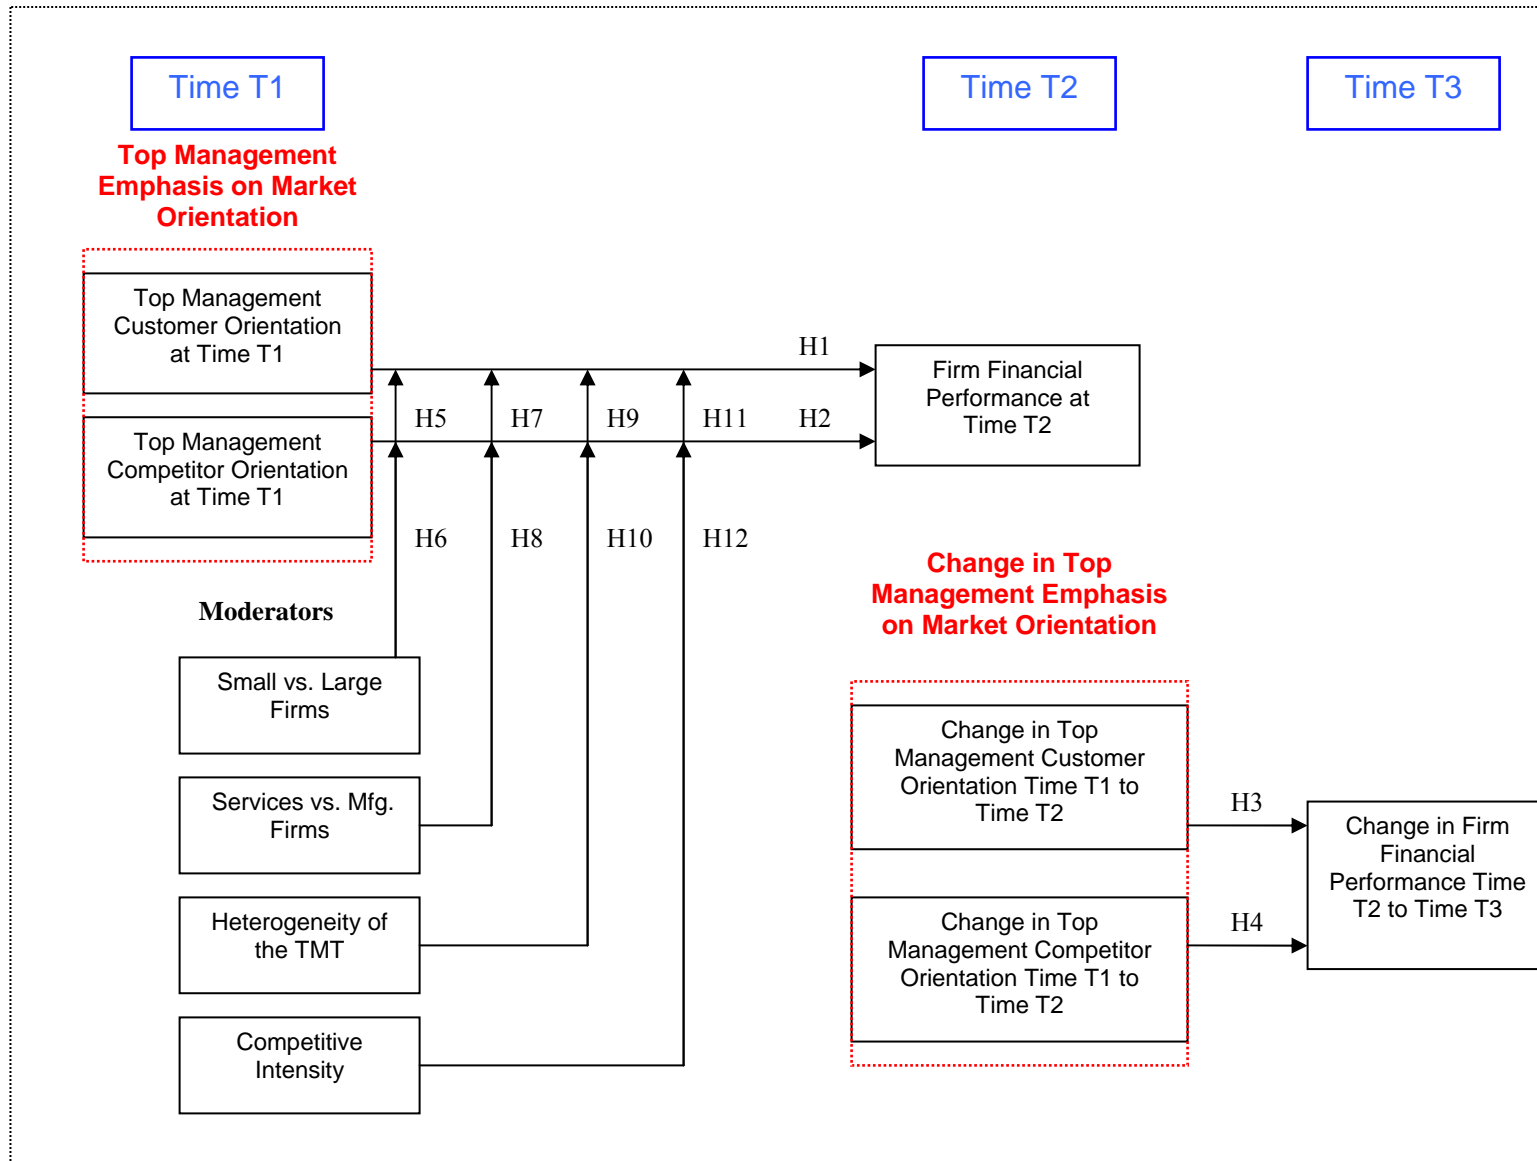 Time T1
Time T2
Time T3
Top Management
Emphasis on Market
Orientation
Top Management
Customer Orientation
at Time T1
H1
Firm Financial
Performance at
Time T2
H5
H7
H9
H11
H2
Top Management
Competitor Orientation
at Time T1
H6
H8
H10
H12
Moderators
Small vs. Large
Firms
Services vs. Mfg.
Firms
Heterogeneity of
the TMT
Competitive
Intensity
Change in Top
Management Emphasis
on Market Orientation
Change in Top
Management Customer
Orientation Time T1 to
Time T2
H3
Change in Top
Management Competitor
Orientation Time T1 to
Time T2
H4
Change in Firm
Financial
Performance Time
T2 to Time T3